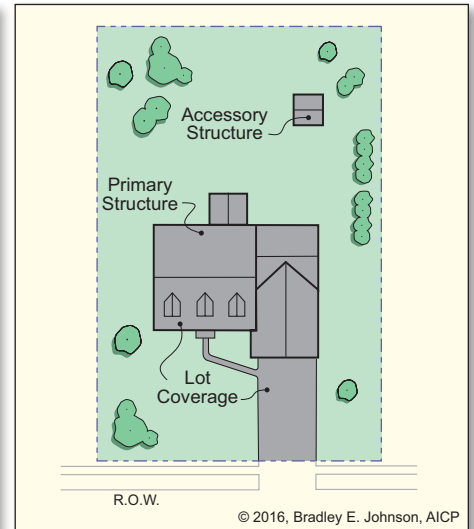 Accessory
Structure
Primary
Structure
Lot
Coverage
R.O.W.
© 2016, Bradley E. Johnson, AICP